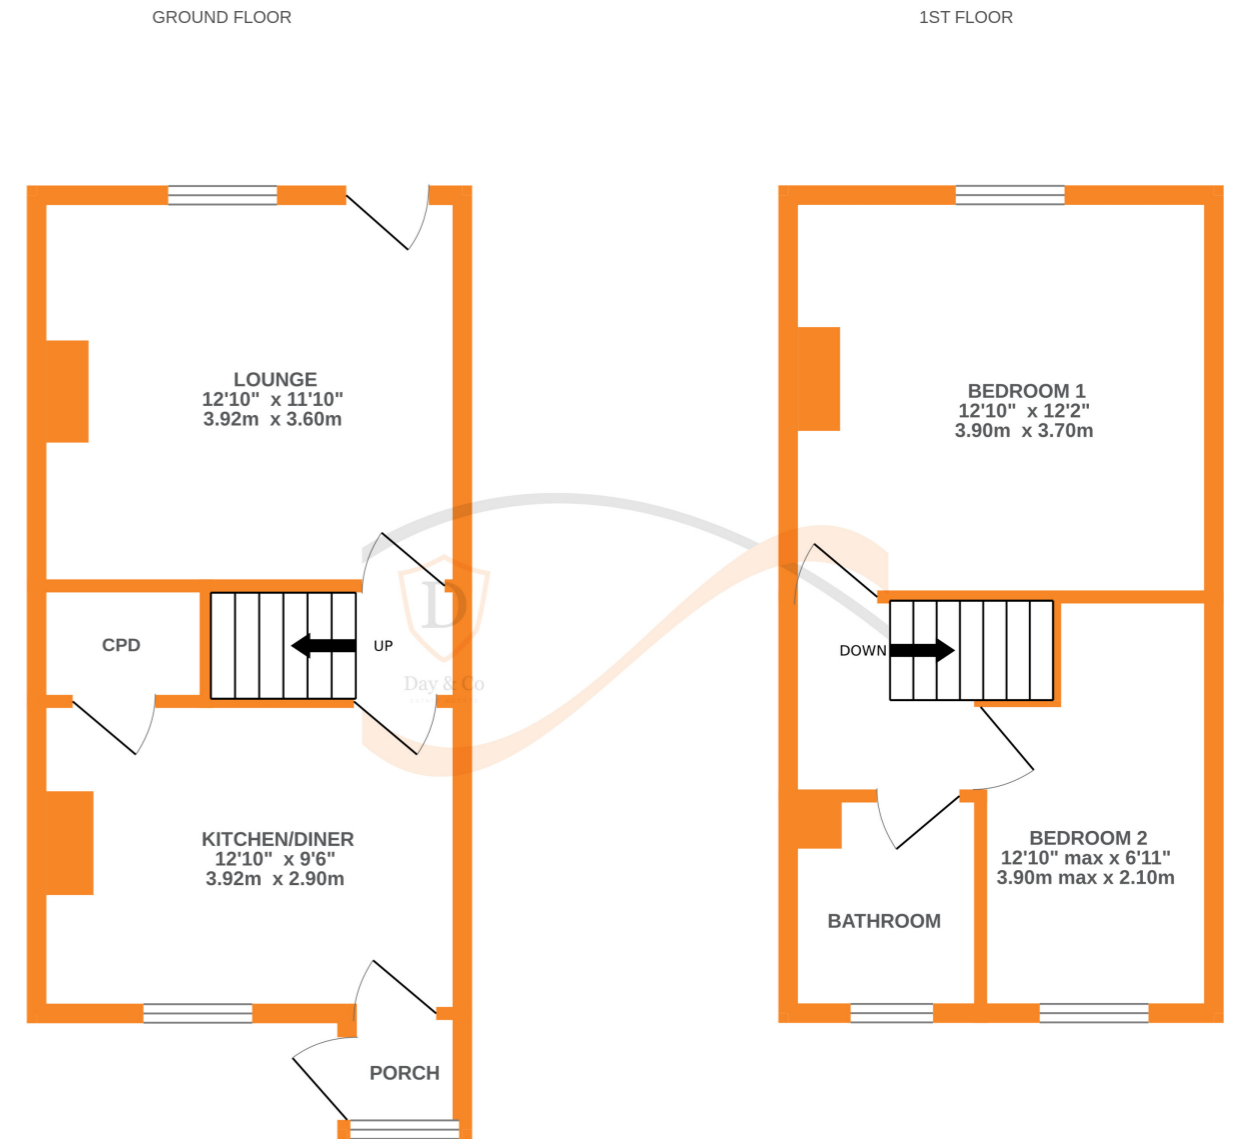 GROUND FLOOR
1ST FLOOR
LOUNGE
12'10" x 11'10"
3.92m x 3.60m
CPD
UP
KITCHEN/DINER
12'10" x 9'6"
3.92m x 2.90m
PORCH
D
Day & Co
BEDROOM 1
12'10" x 12'2"
3.90m x 3.70m
DOWN
BEDROOM 2
12'10" max x 6'11"
3.90m max x 2.10m
BATHROOM